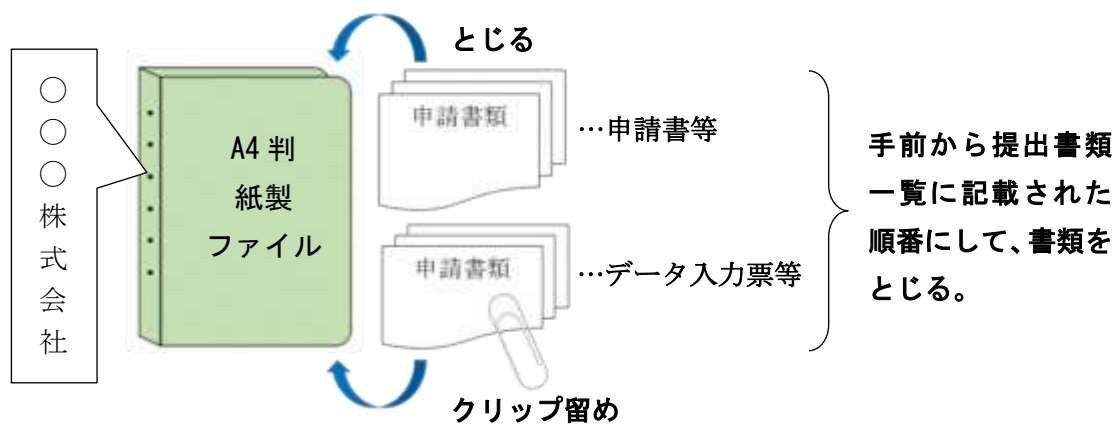 〇〇〇株式会社
A4判
紙製
ファイル
とじる
申請書類
…申請書等
申請書類
…データ入力票等
クリップ留め
手前から提出書類
一覧に記載された
順番にして、書類を
とじる。